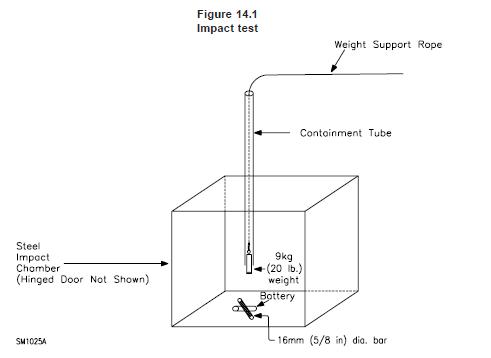 Figure 14.1
Impact test
Weight Support Rope
Containment Tube
Steel
Impact
Chamber
(Hinged Door Not Shown)
9kg
(20 lb.)
weight
Battery
16mm (5/8 in) dia. bar
SM1025A